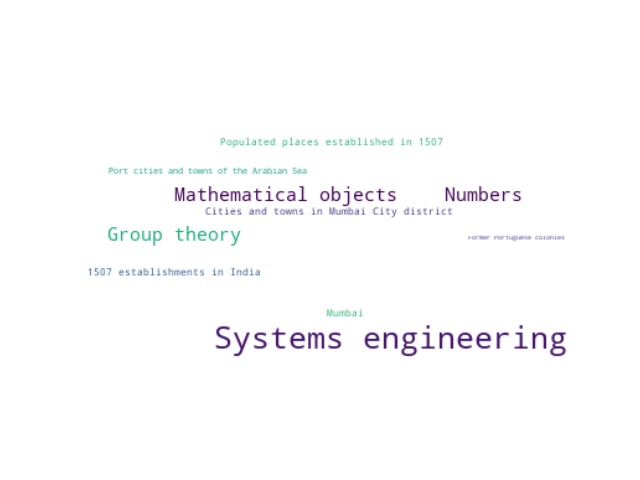 Populated places established in 1507
Port cities and towns of the Arabian Sea
Mathematical objects Numbers
Cities and towns in Mumbai City district
Group theory
Former Portuguese colonies
1507 establishments in India
Mumbai
Systems engineering